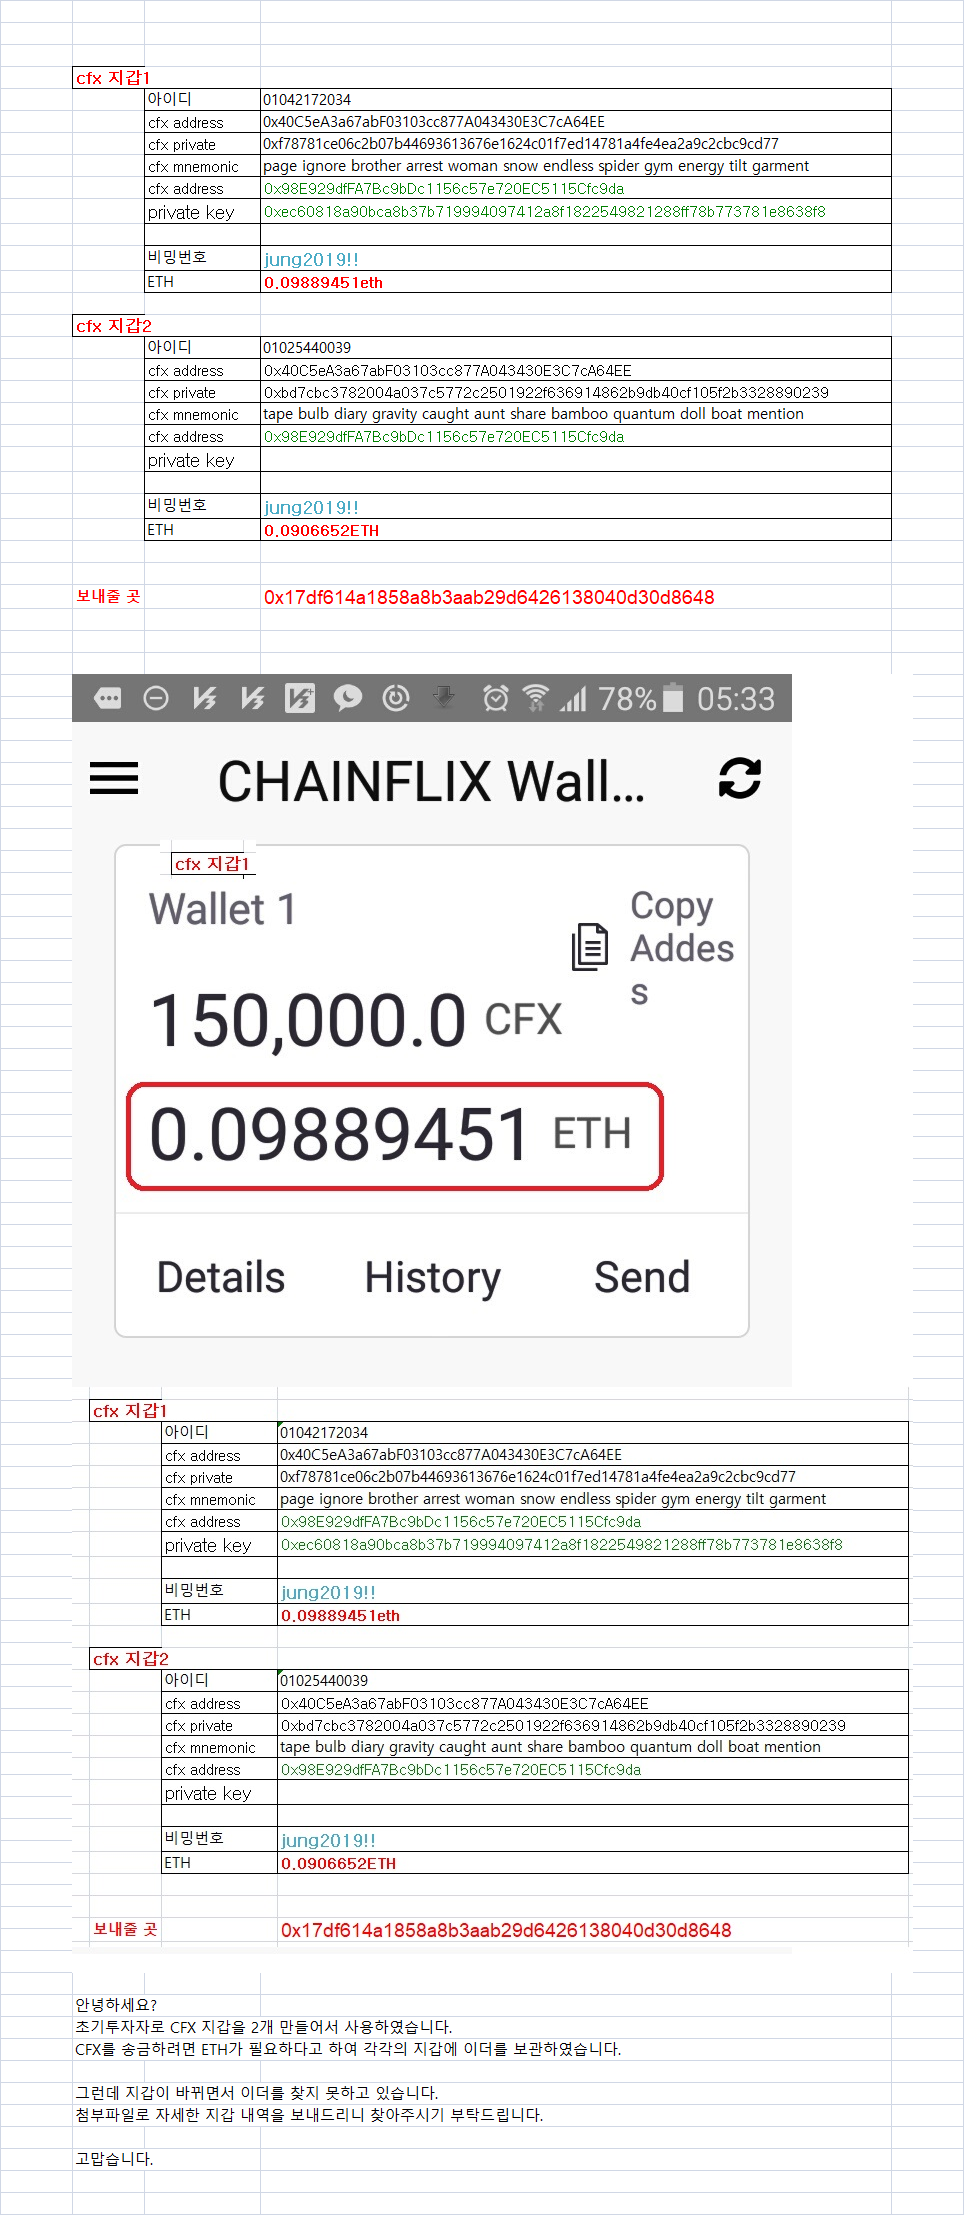 cfx 지갑1
아이디 01042172034
cfx address 0x40C5eA3a67abF03103cc877A043430E3C7cA64EE
cfx private 0xf78781ce06c2b07b44693613676e1624c01f7ed14781a4fe4ea2a9c2cbc9cd77
cfx mnemonic page ignore brother arrest woman snow endless spider gym energy tilt garment
cfx address 0x98E929dfFA7Bc9bDc1156c57e720EC5115Cfc9da
private key 0xec60818a90bca8b37b719994097412a8f1822549821288ff78b773781e8638f8
비밍번호 jung2019!!
ETH 0.09889451eth
cfx 지갑2
아이디 01025440039
cfx address 0x40C5eA3a67abF03103cc877A043430E3C7cA64EE
cfx private 0xbd7cbc3782004a037c5772c2501922f636914862b9db40cf105f2b3328890239
cfx mnemonic tape bulb diary gravity caught aunt share bamboo quantum doll boat mention
cfx address 0x98E929dfFA7Bc9bDc1156c57e720EC5115Cfc9da
private key
비밍번호 jung2019!!
ETH 0.0906652ETH
보내줄 곳 0x17df614a1858a8b3aab29d6426138040d30d8648
78% 05:33
CHAINFLIX Wall...
cfx 지갑1
Wallet 1
Copy
Addes
s
150,000.0 CFX
0.09889451 ETH
Details History Send
cfx 지갑1
아이디 01042172034
cfx address 0x40C5eA3a67abF03103cc877A043430E3C7cA64EE
cfx private 0xf78781ce06c2b07b44693613676e1624c01f7ed14781a4fe4ea2a9c2cbc9cd77
cfx mnemonic page ignore brother arrest woman snow endless spider gym energy tilt garment
cfx address 0x98E929dfFA7Bc9bDc1156c57e720EC5115Cfc9da
private key 0xec60818a90bca8b37b719994097412a8f1822549821288ff78b773781e8638f8
비밍번호 jung2019!!
ETH 0.09889451eth
cfx 지갑2
아이디 01025440039
cfx address 0x40C5eA3a67abF03103cc877A043430E3C7cA64EE
cfx private 0xbd7cbc3782004a037c5772c2501922f636914862b9db40cf105f2b3328890239
cfx mnemonic tape bulb diary gravity caught aunt share bamboo quantum doll boat mention
cfx address 0x98E929dfFA7Bc9bDc1156c57e720EC5115Cfc9da
private key
비밍번호 jung2019!!
ETH 0.0906652ETH
보내줄 곳 0x17df614a1858a8b3aab29d6426138040d30d8648
안녕하세요?
초기투자자로 CFX 지갑을 2개 만들어서 사용하였습니다.
CFX를 송금하려면 ETH가 필요하다고 하여 각각의 지갑에 이더를 보관하였습니다.
그런데 지갑이 바뀌면서 이더를 찾지 못하고 있습니다.
첨부파일로 자세한 지갑 내역을 보내드리니 찾아주시기 부탁드립니다.
고맙습니다.